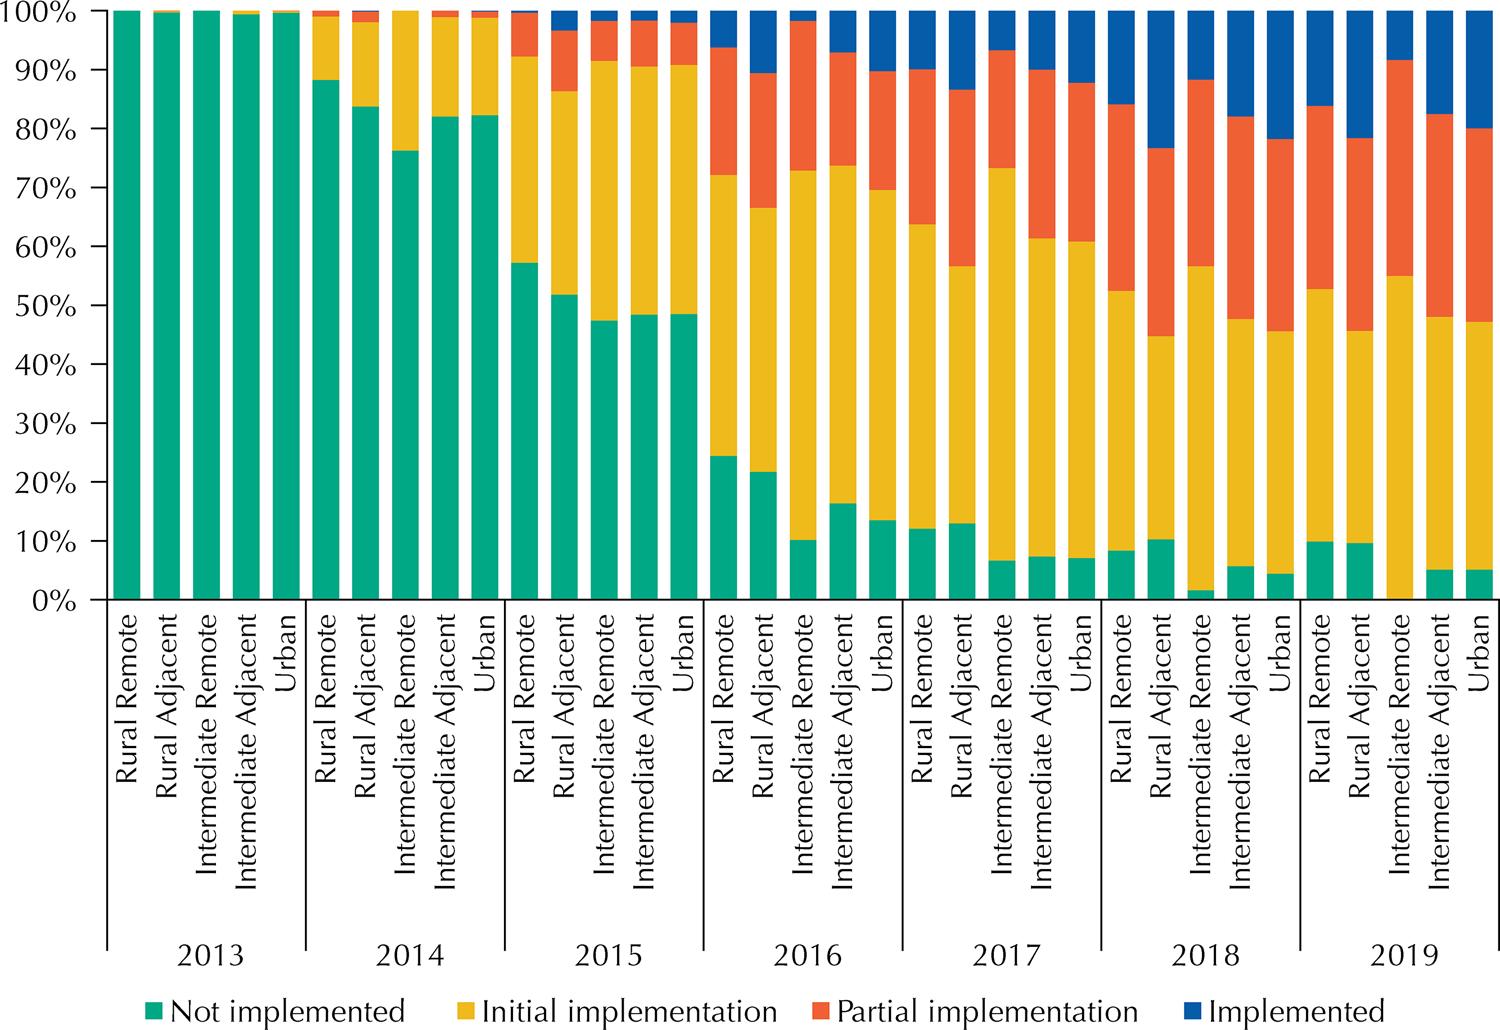 100%
90%
80%
70%
60%
50%
40%
30%
20%
10%
0%
Rural Remote
Rural Adjacent
Intermediate Remote
Intermediate Adjacent
Urban
Rural Remote
Rural Adjacent
Intermediate Remote
Intermediate Adjacent
Urban
Rural Remote
Rural Adjacent
Intermediate Remote
Intermediate Adjacent
Urban
Rural Remote
Rural Adjacent
Intermediate Remote
Intermediate Adjacent
Urban
Rural Remote
Rural Adjacent
Intermediate Remote
Intermediate Adjacent
Urban
Rural Remote
Rural Adjacent
Intermediate Remote
Intermediate Adjacent
Urban
Rural Remote
Rural Adjacent
Intermediate Remote
Intermediate Adjacent
Urban
2013 2014 2015 2016 2017 2018 2019
Not implemented Initial implementation Partial implementation Implemented